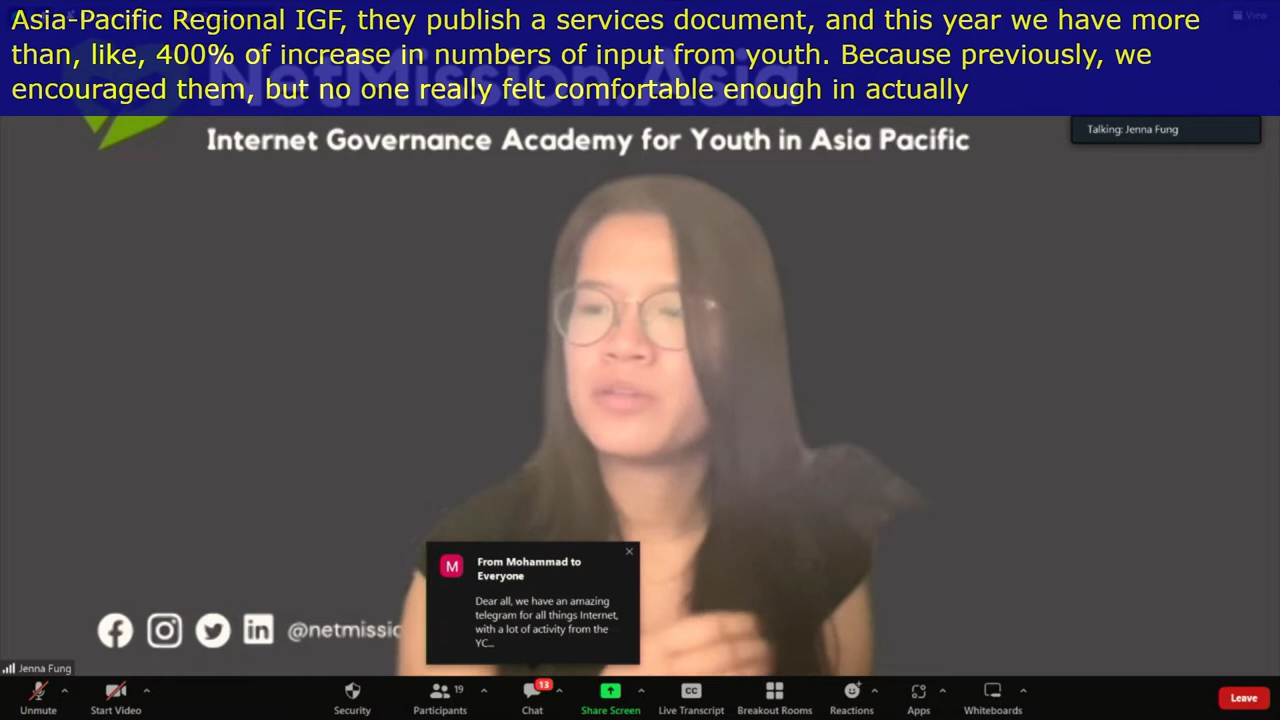 Asia-Pacific Regional IGF, they publish a services document, and this year we have more
than, like, 400% of increase in numbers of input from youth. Because previously, we
encouraged them, but no one really felt comfortable enough in actually
View
NetMission.Asia
Internet Governance Academy for Youth in Asia Pacific
Talking: Jenna Fung
M
From Mohammad to
Everyone
Dear all, we have an amazing
telegram for all things Internet,
with a lot of activity from the
YC...
@netmissic
Jenna Fung
19
13
CC
Unmute
Start Video
Security
Participants
Chat
Share Screen
Live Transcript
Breakout Rooms
Reactions
Apps
Whiteboards
Leave